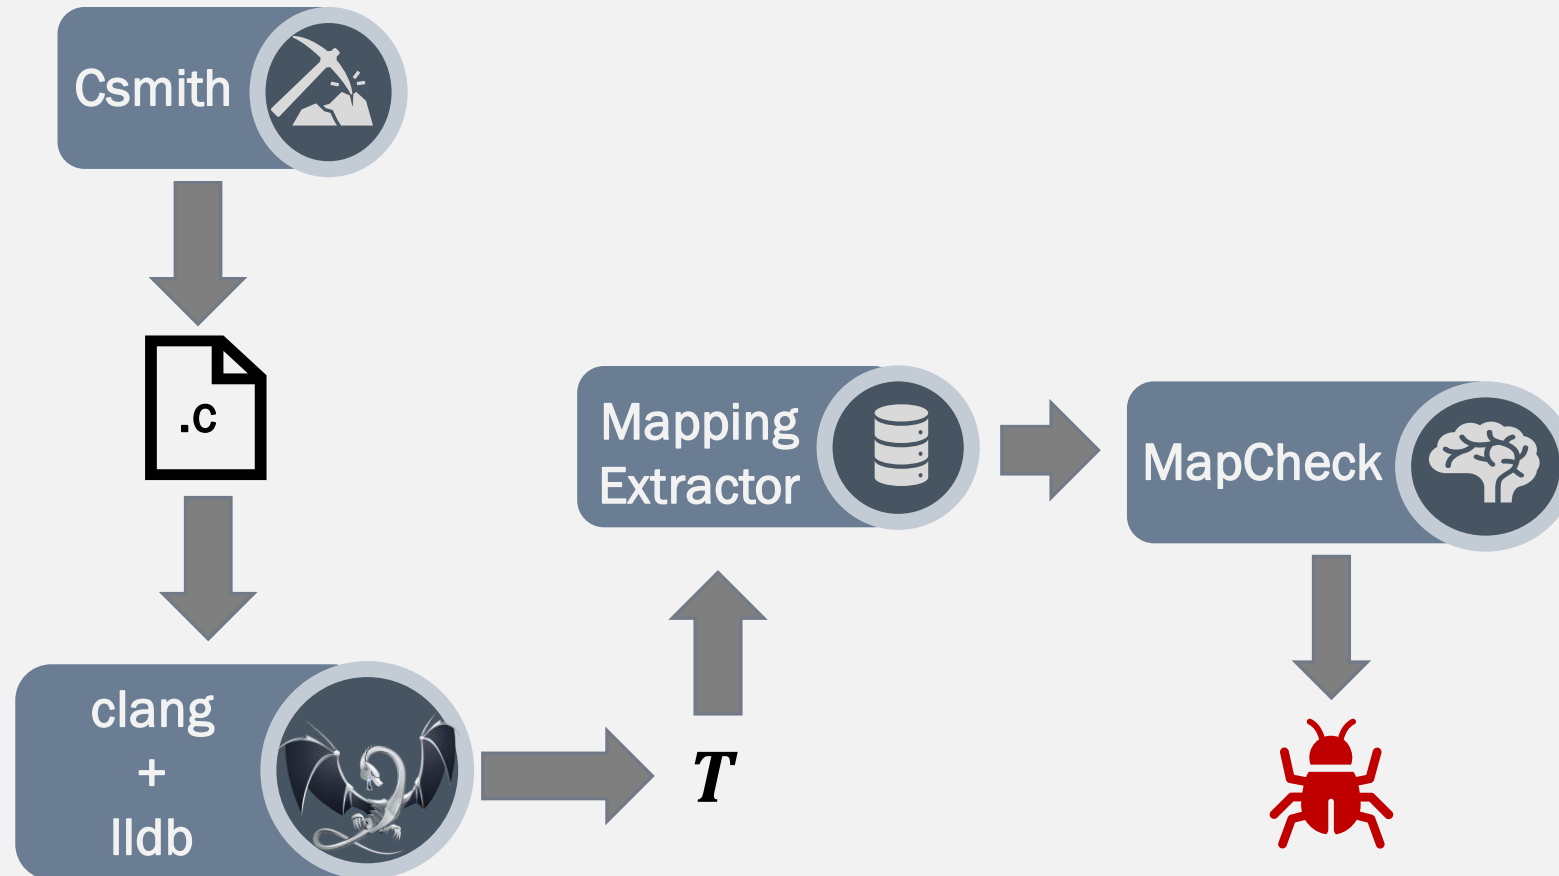 Csmith
.c
clang
+
lldb
T
Mapping
Extractor
MapCheck